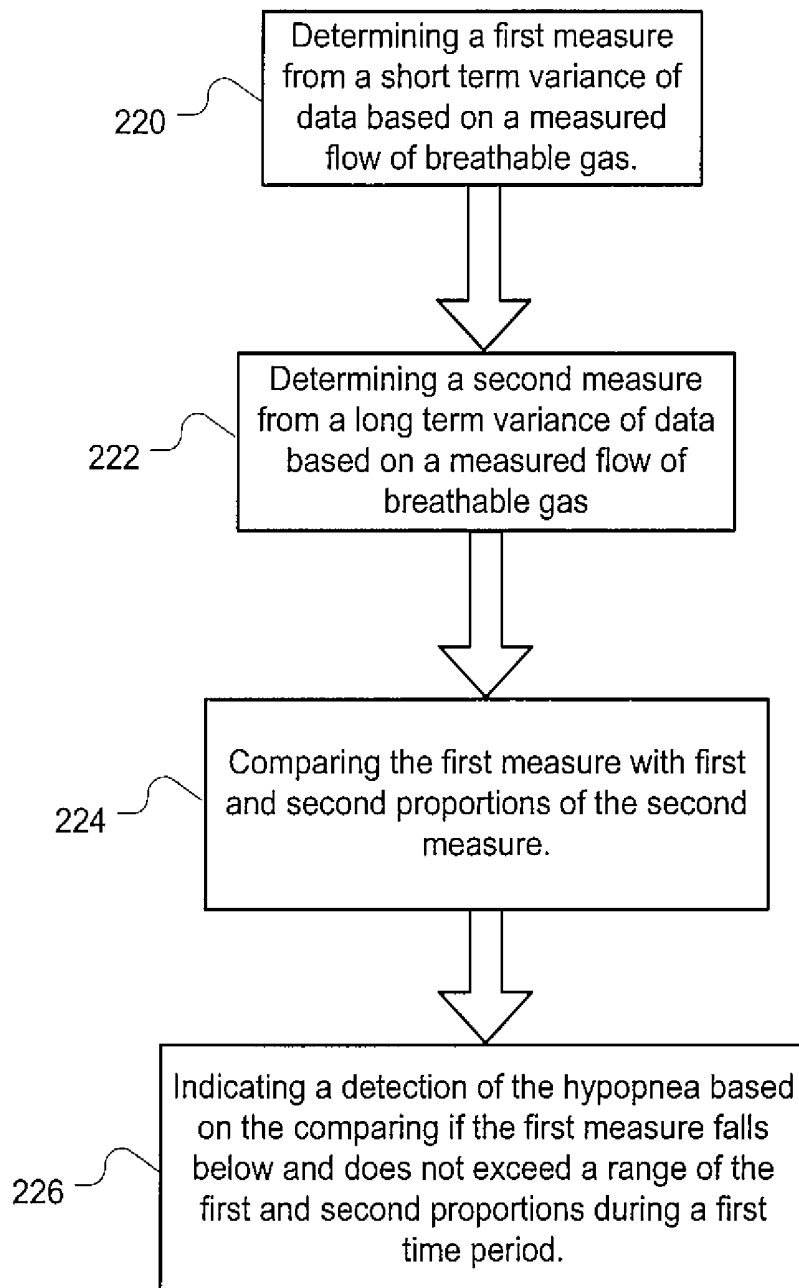 Determining a first measure
from a short term variance of
data based on a measured
flow of breathable gas.
220
Determining a second measure
from a long term variance of data
based on a measured flow of
breathable gas
222
Comparing the first measure with first
and second proportions of the second
measure.
224
Indicating a detection of the hypopnea based
on the comparing if the first measure falls
below and does not exceed a range of the
first and second proportions during a first
time period.
226